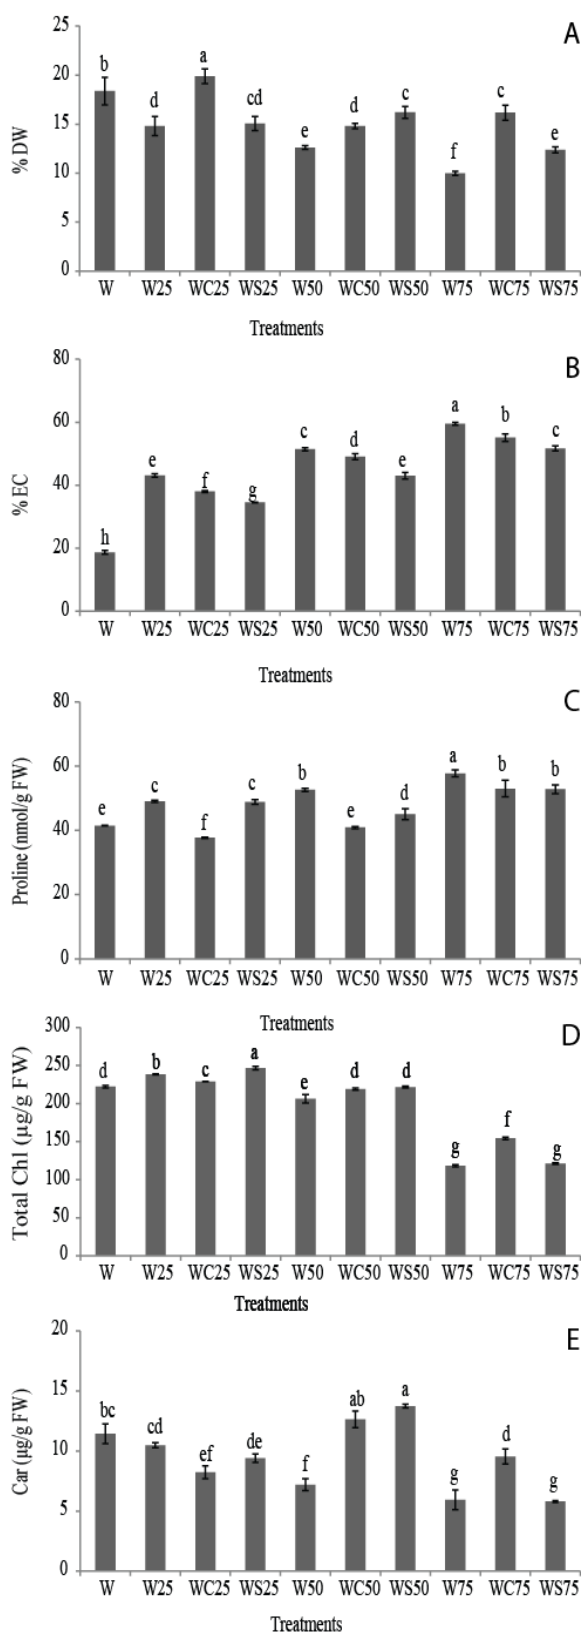 A
% DW
25
20
15
10
5
0
b
d
a
cd
e
d
c
f
c
e
W W25 WC25 WS25 W50 WC50 WS50 W75 WC75 WS75
Treatments
B
% EC
80
60
40
20
0
h
e
f
g
c
d
e
a
b
c
W W25 WC25 WS25 W50 WC50 WS50 W75 WC75 WS75
Treatments
C
Proline (nmol/g FW)
80
60
40
20
0
e
c
f
c
b
e
d
a
b
b
W W25 WC25 WS25 W50 WC50 WS50 W75 WC75 WS75
Treatments
D
Total Chl (µg/g FW)
300
250
200
150
100
50
0
d
b
c
a
e
d
d
g
f
g
W W25 WC25 WS25 W50 WC50 WS50 W75 WC75 WS75
Treatments
E
Car (µg/g FW)
20
15
10
5
0
bc
cd
ef
de
f
ab
a
g
d
g
W W25 WC25 WS25 W50 WC50 WS50 W75 WC75 WS75
Treatments